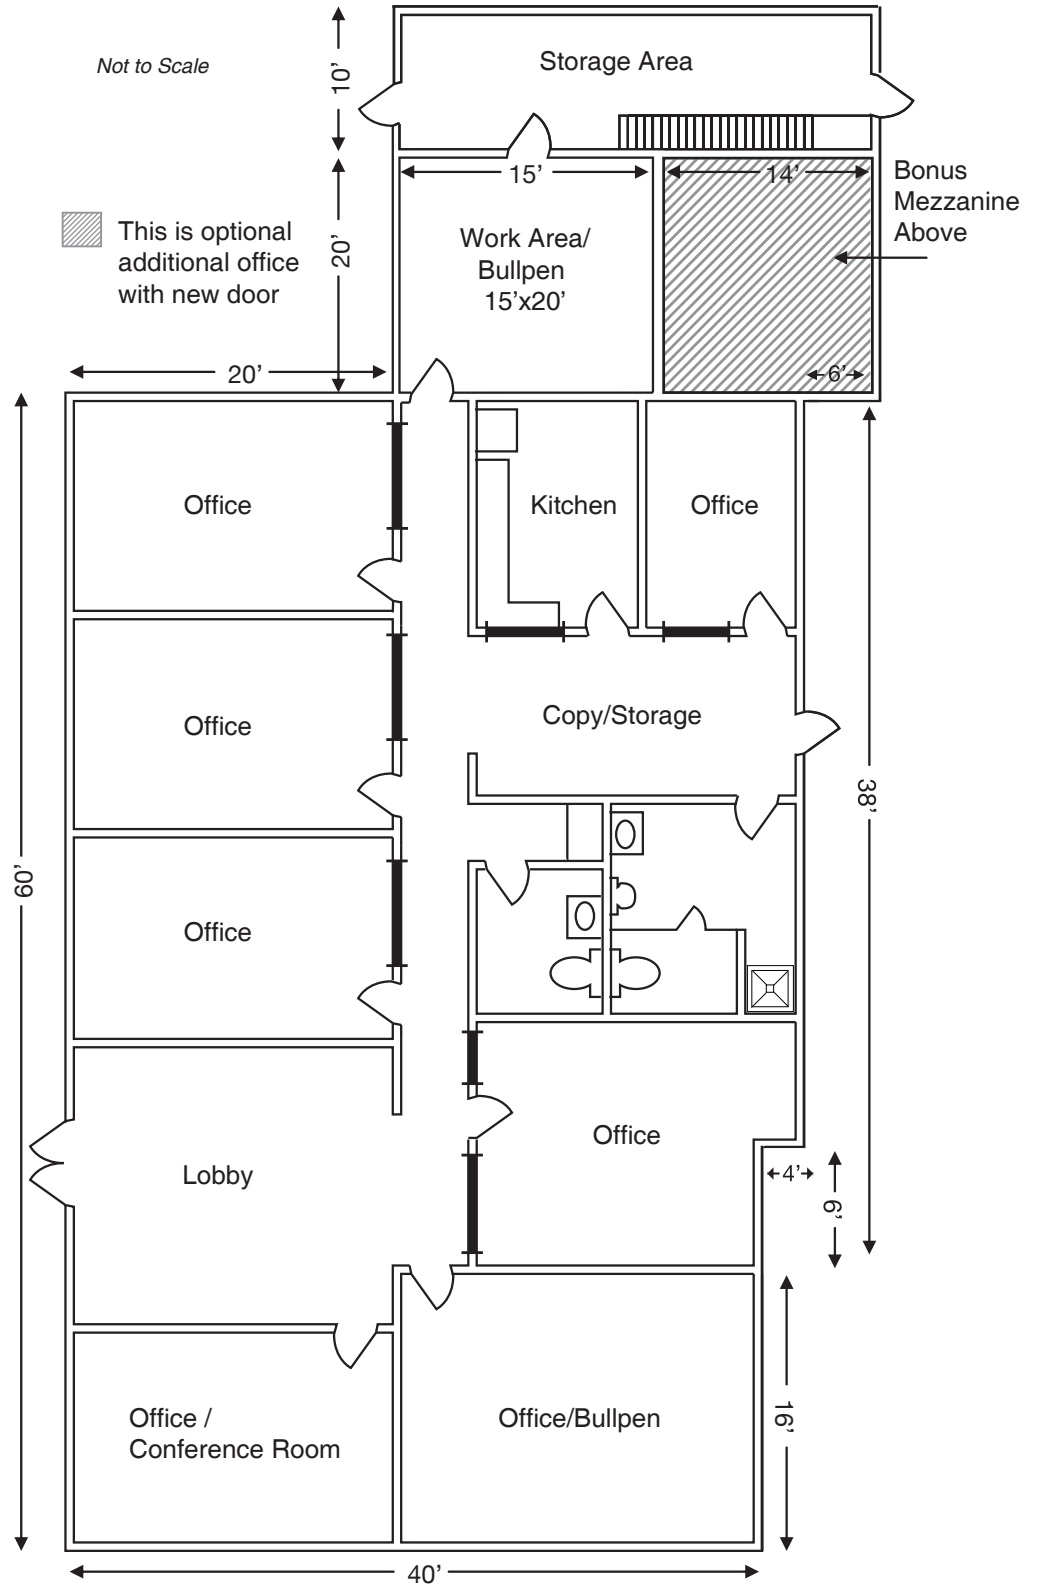 Not to Scale
10’
Storage Area
15’
14’
Bonus
Mezzanine
Above
This is optional
additional office
with new door
20’
Work Area/
Bullpen
15’x20’
20’
6’
Office
Kitchen
Office
Office
Copy/Storage
38’
60’
Office
Office
Lobby
4’
6’
Office /
Conference Room
Office/Bullpen
16’
40’